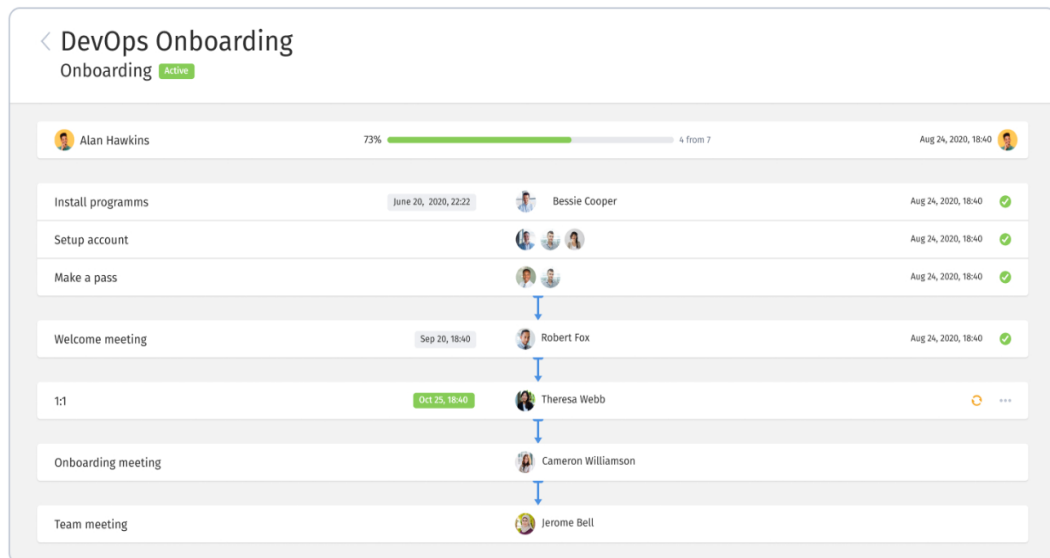 DevOps Onboarding
Onboarding Active
Alan Hawkins 73% 4 from 7 Aug 24, 2020, 18:40
Install programms June 20, 2020, 22:22 Bessie Cooper Aug 24, 2020, 18:40
Setup account Aug 24, 2020, 18:40
Make a pass Aug 24, 2020, 18:40
Welcome meeting Sep 20, 18:40 Robert Fox Aug 24, 2020, 18:40
1:1 Oct 25, 18:40 Theresa Webb
Onboarding meeting Cameron Williamson
Team meeting Jerome Bell